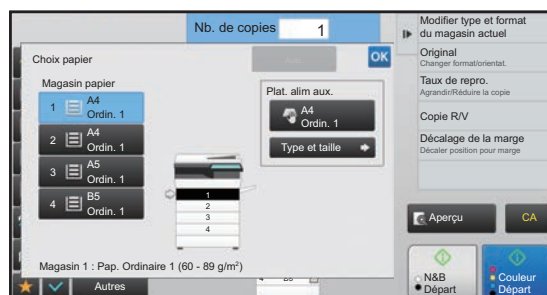 Nb. de copies 1
Modifier type et format
du magasin actuel
Choix papier
OK
Original
Changer format/orientat.
Magasin papier
Taux de repro.
Agrandir/Réduire la copie
1 A4
Ordin. 1
Plat. alim aux.
A4
Ordin. 1
Copie R/V
2 A4
Ordin. 1
Type et taille
Décalage de la marge
Décaler position pour marge
3 A5
Ordin. 1
4 B5
Ordin. 1
1
2
3
4
Aperçu
CA
Magasin 1 : Pap. Ordinaire 1 (60 - 89 g/m²)
Autres
N&B
Départ
Couleur
Départ